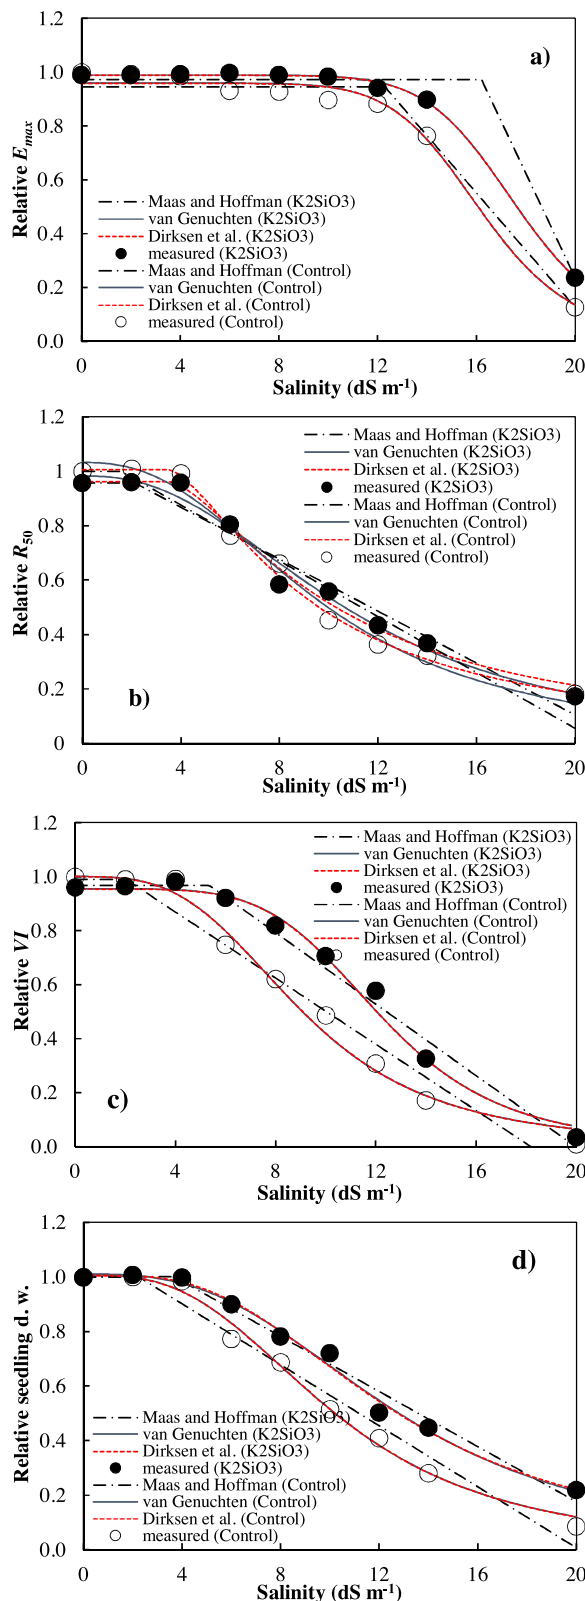 a)
1.2
1.0
0.8
0.6
0.4
0.2
0.0
Relative Emax
Maas and Hoffman (K2SiO3)
van Genuchten (K2SiO3)
Dirksen et al. (K2SiO3)
measured (K2SiO3)
Maas and Hoffman (Control)
van Genuchten (Control)
Dirksen et al. (Control)
measured (Control)
0 4 8 12 16 20
Salinity (dS m-1)
1.2
1
0.8
0.6
0.4
0.2
0
Relative R50
Maas and Hoffman (K2SiO3)
van Genuchten (K2SiO3)
Dirksen et al. (K2SiO3)
measured (K2SiO3)
Maas and Hoffman (Control)
van Genuchten (Control)
Dirksen et al. (Control)
measured (Control)
b)
0 4 8 12 16 20
Salinity (dS m-1)
1.2
1.0
0.8
0.6
0.4
0.2
0.0
Relative VI
Maas and Hoffman (K2SiO3)
van Genuchten (K2SiO3)
Dirksen et al. (K2SiO3)
measured (K2SiO3)
Maas and Hoffman (Control)
van Genuchten (Control)
Dirksen et al. (Control)
measured (Control)
c)
0 4 8 12 16 20
Salinity (dS m-1)
d)
1.2
1.0
0.8
0.6
0.4
0.2
0.0
Relative seedling d. w.
Maas and Hoffman (K2SiO3)
van Genuchten (K2SiO3)
Dirksen et al. (K2SiO3)
measured (K2SiO3)
Maas and Hoffman (Control)
van Genuchten (Control)
Dirksen et al. (Control)
measured (Control)
0 4 8 12 16 20
Salinity (dS m-1)